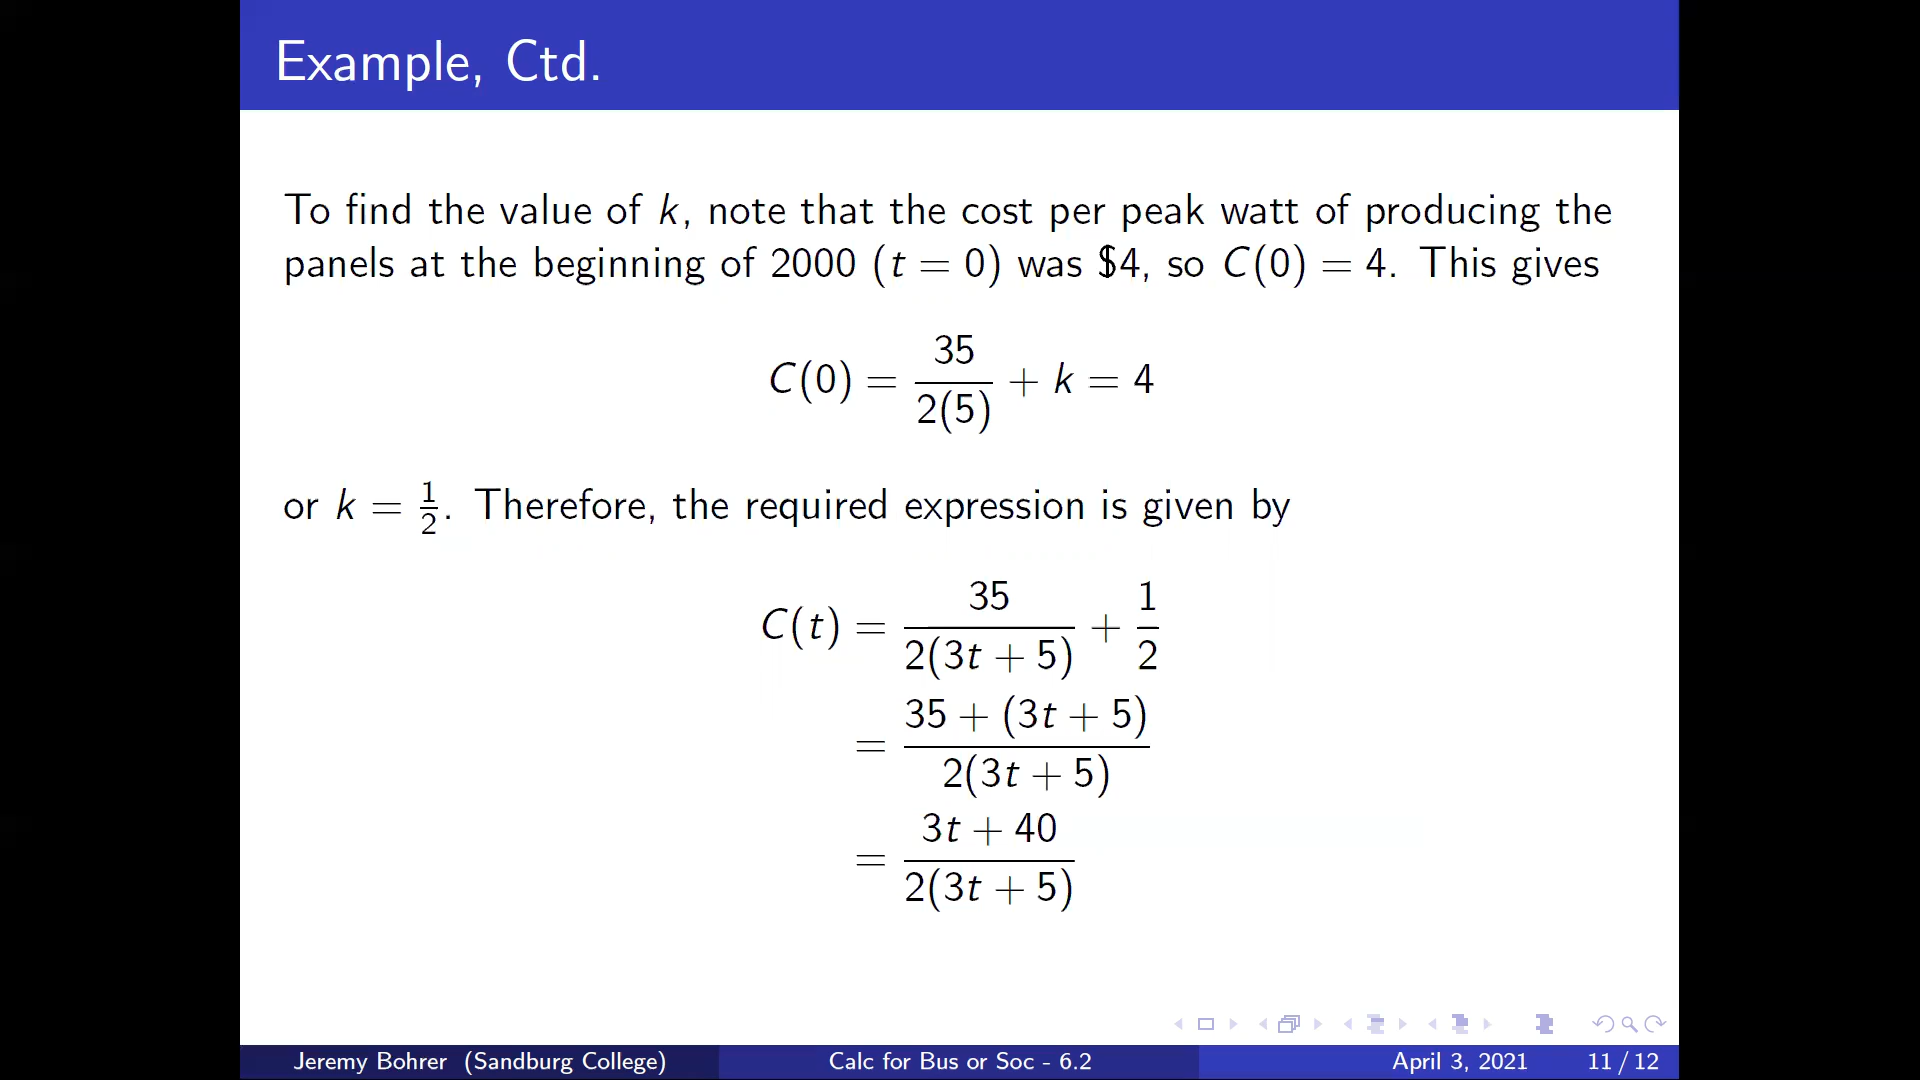 Example, Ctd.
To find the value of k, note that the cost per peak watt of producing the
panels at the beginning of 2000 (t = 0) was $4, so C(0) = 4. This gives
C(0) = 35/2(5) + k = 4
or k = 1/2. Therefore, the required expression is given by
C(t) = 35/2(3t + 5) + 1/2
= 35 + (3t + 5)/2(3t + 5)
= 3t + 40/2(3t + 5)
Jeremy Bohrer (Sandburg College) Calc for Bus or Soc - 6.2 April 3, 2021 11 / 12